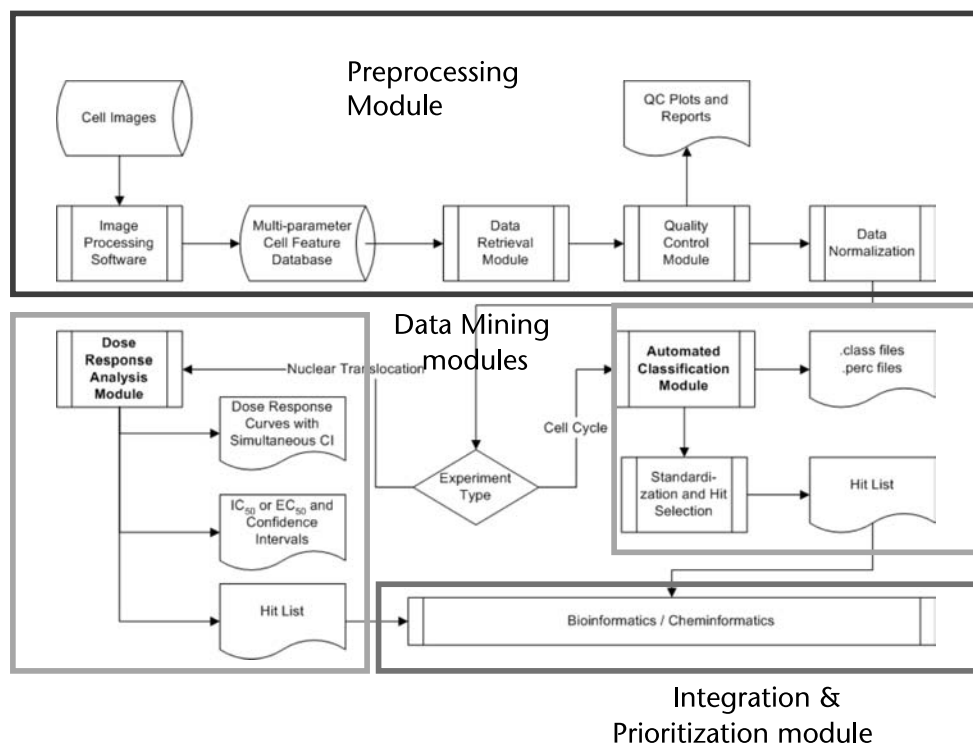 Preprocessing
Module
Cell Images
QC Plots and
Reports
Image
Processing
Software
Multi-parameter
Cell Feature
Database
Data
Retrieval
Module
Quality
Control
Module
Data
Normalization
Data Mining
modules
Dose
Response
Analysis
Module
Nuclear Translocation
Automated
Classification
Module
.class files
.perc files
Dose Response
Curves with
Simultaneous CI
Cell Cycle
Experiment
Type
Standardi-
zation and Hit
Selection
Hit List
IC50 or EC50 and
Confidence
Intervals
Hit List
Bioinformatics / Cheminformatics
Integration &
Prioritization module